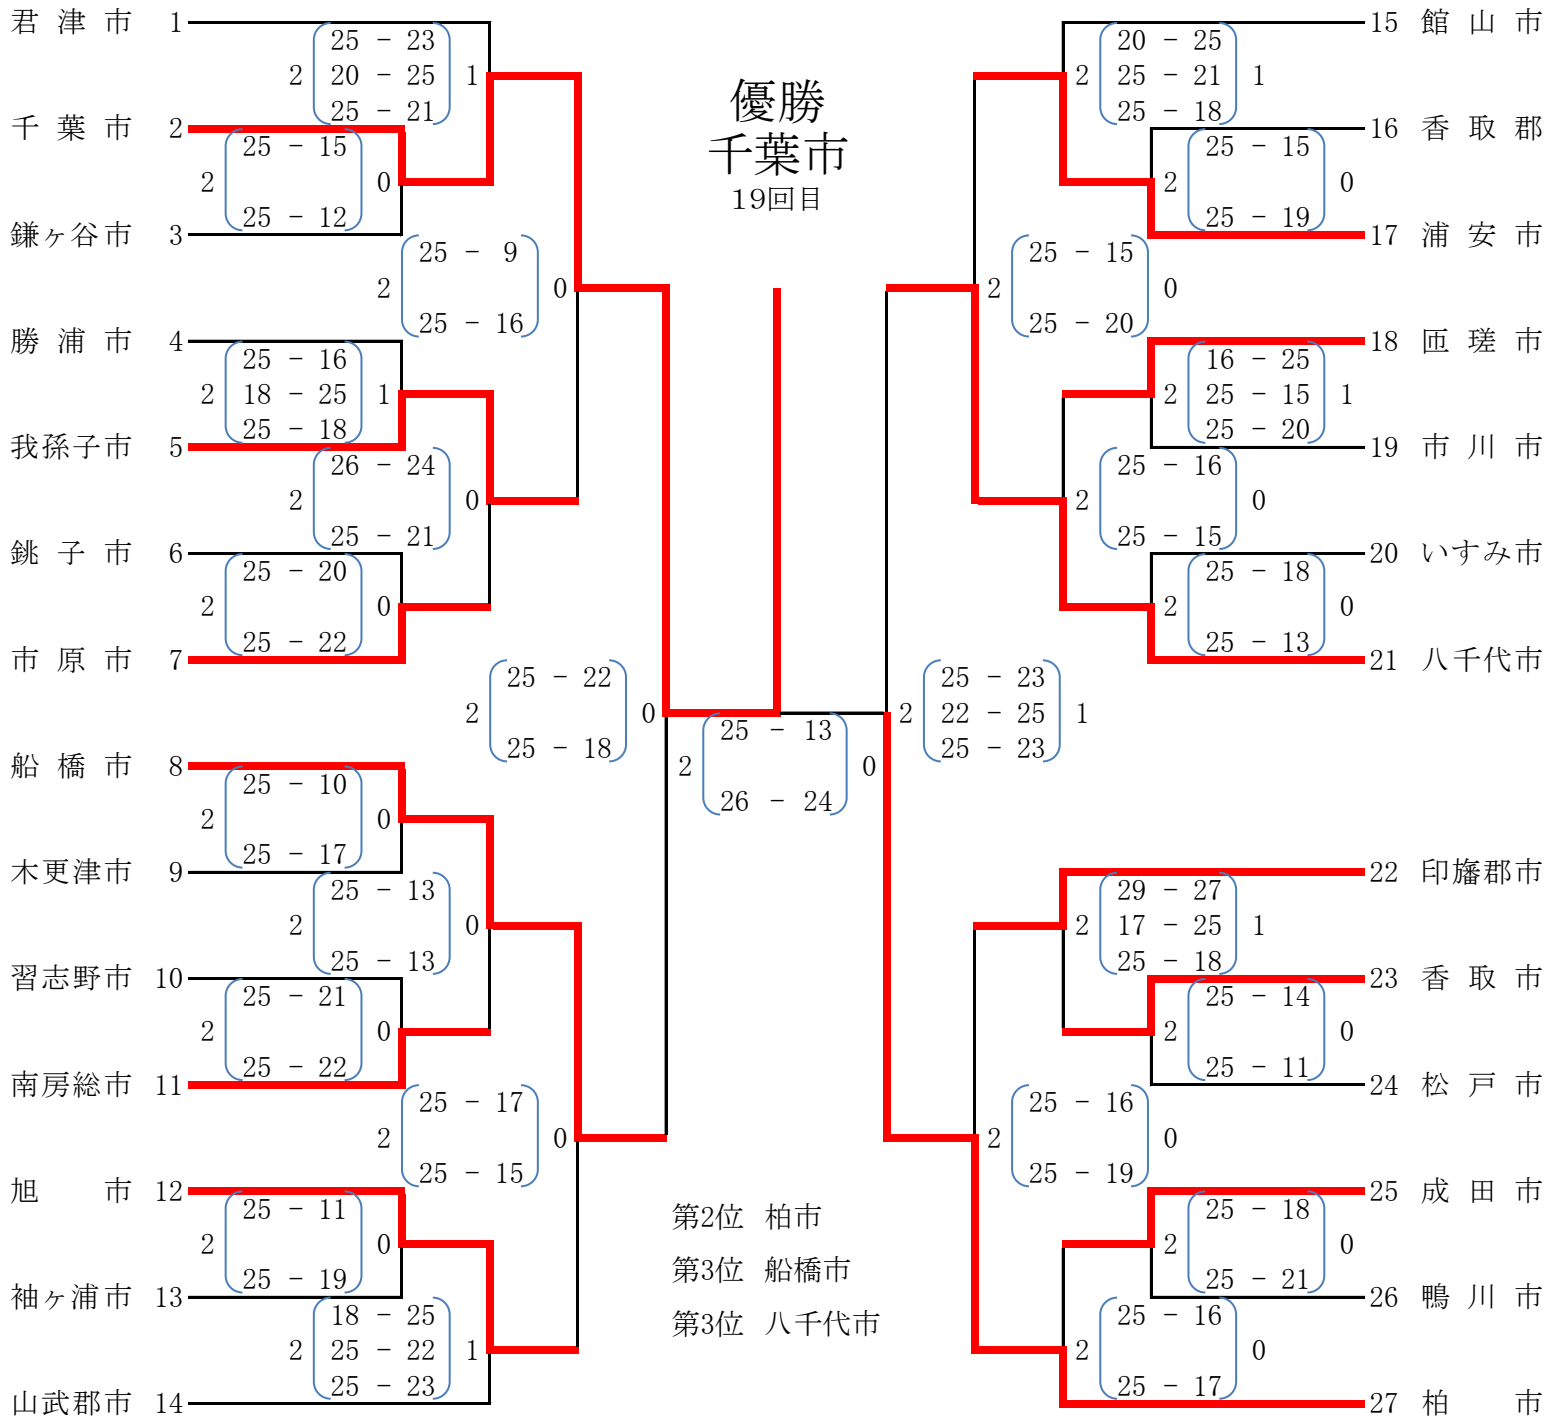 君津市 1
2 25 - 23 1
20 - 25
25 - 21
千葉市 2
2 25 - 15 0
25 - 12
鎌ヶ谷市 3
2 25 - 9 0
25 - 16
勝浦市 4
2 25 - 16 1
18 - 25
25 - 18
我孫子市 5
2 26 - 24 0
25 - 21
銚子市 6
2 25 - 20 0
25 - 22
市原市 7
2 25 - 22 0
25 - 18
船橋市 8
2 25 - 10 0
25 - 17
木更津市 9
2 25 - 13 0
25 - 13
習志野市 10
2 25 - 21 0
25 - 22
南房総市 11
2 25 - 17 0
25 - 15
旭市 12
2 25 - 11 0
25 - 19
袖ヶ浦市 13
2 18 - 25 1
25 - 22
25 - 23
山武郡市 14
優勝
千葉市
19回目
2 25 - 13 0
26 - 24
第2位 柏市
第3位 船橋市
第3位 八千代市
15 館山市
2 20 - 25 1
25 - 21
25 - 18
16 香取郡
2 25 - 15 0
25 - 19
17 浦安市
2 25 - 15 0
25 - 20
18 匝瑳市
2 16 - 25 1
25 - 15
25 - 20
19 市川市
2 25 - 16 0
25 - 15
20 いすみ市
2 25 - 18 0
25 - 13
21 八千代市
2 25 - 23 1
22 - 25
25 - 23
22 印旛郡市
2 29 - 27 1
17 - 25
25 - 18
23 香取市
2 25 - 14 0
25 - 11
24 松戸市
2 25 - 16 0
25 - 19
25 成田市
2 25 - 18 0
25 - 21
26 鴨川市
2 25 - 16 0
25 - 17
27 柏市